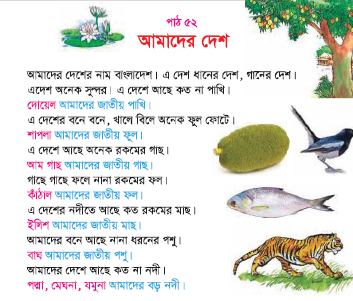 পাঠ ৫২
আমাদের দেশ
আমাদের দেশের নাম বাংলাদেশ। এ দেশ ধানের দেশ, গানের দেশ।
এদেশ অনেক সুন্দর। এ দেশে আছে কত না পাখি।
দোয়েল আমাদের জাতীয় পাখি।
এ দেশের বনে বনে, খালে বিলে অনেক ফুল ফোটে।
শাপলা আমাদের জাতীয় ফুল।
এ দেশে আছে অনেক রকমের গাছ।
আম গাছ আমাদের জাতীয় গাছ।
গাছে গাছে ফলে নানা রকমের ফল।
কাঁঠাল আমাদের জাতীয় ফল।
এ দেশের নদীতে আছে কত রকমের মাছ।
ইলিশ আমাদের জাতীয় মাছ।
আমাদের বনে আছে নানা ধরনের পশু।
বাঘ আমাদের জাতীয় পশু।
আমাদের দেশে আছে কত না নদী।
পদ্মা, মেঘনা, যমুনা আমাদের বড় নদী।